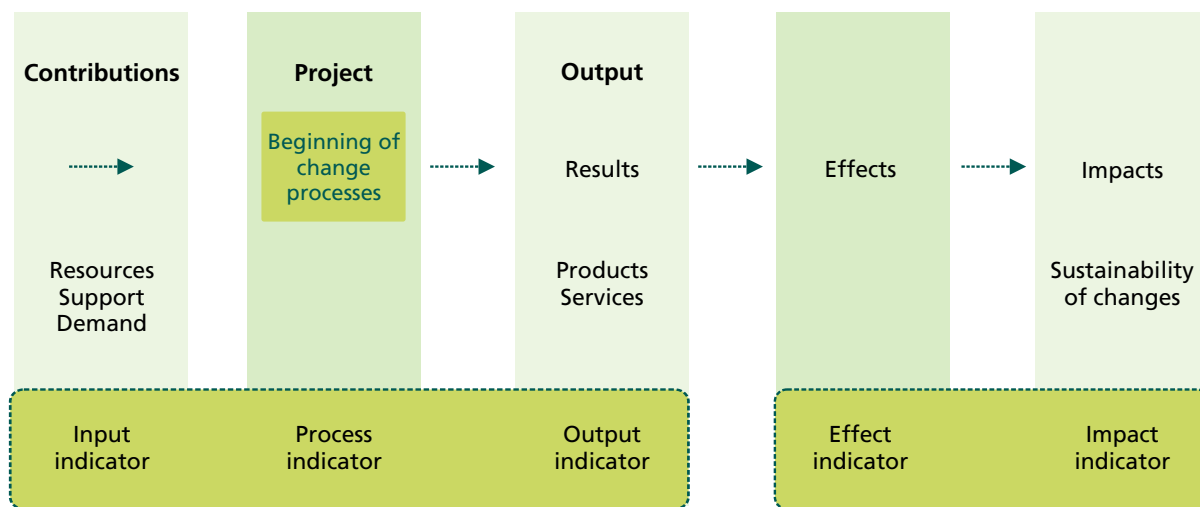 Contributions
Project
Output
Beginning of
change
processes
Results
Effects
Impacts
Resources
Support
Demand
Products
Services
Sustainability
of changes
Input
indicator
Process
indicator
Output
indicator
Effect
indicator
Impact
indicator